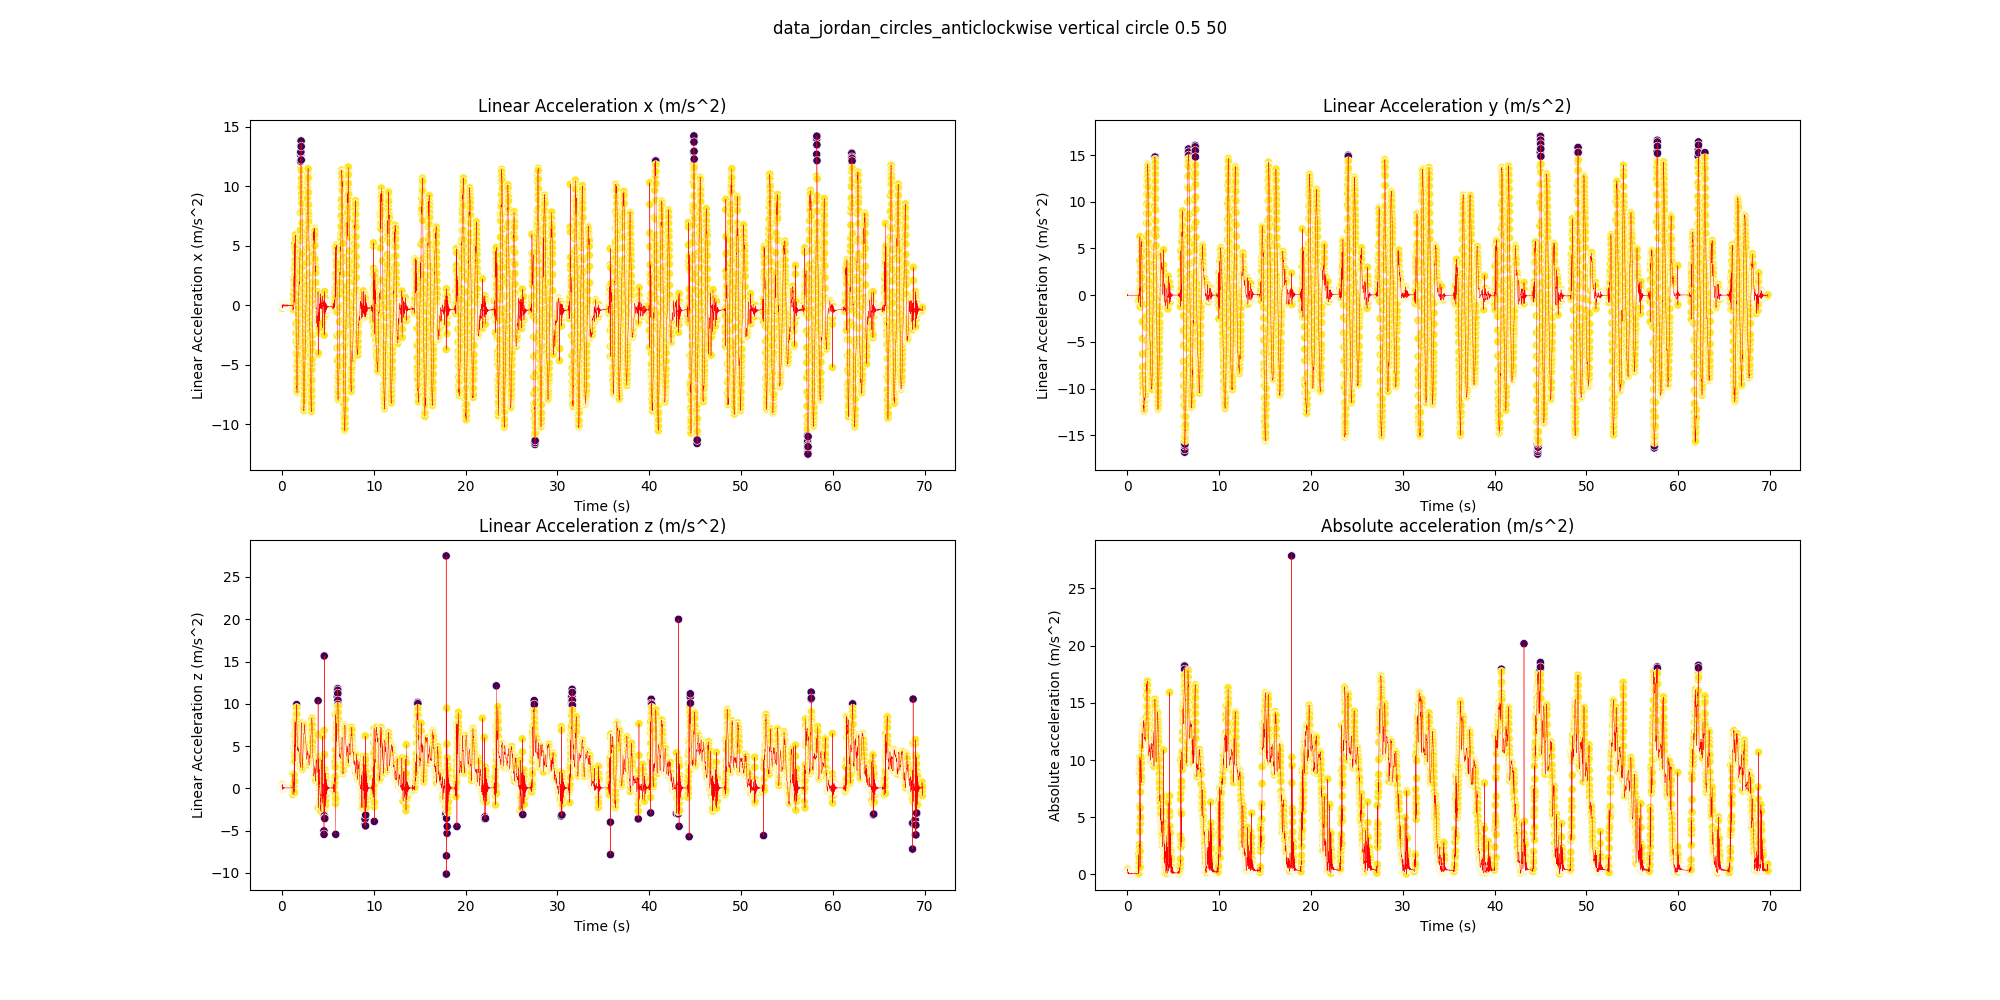 data_jordan_circles_anticlockwise vertical circle 0.5 50
Linear Acceleration x (m/s^2)
Linear Acceleration x (m/s^2)
15
10
5
0
−5
−10
0 10 20 30 40 50 60 70
Time (s)
Linear Acceleration y (m/s^2)
Linear Acceleration y (m/s^2)
15
10
5
0
−5
−10
−15
0 10 20 30 40 50 60 70
Time (s)
Linear Acceleration z (m/s^2)
Linear Acceleration z (m/s^2)
25
20
15
10
5
0
−5
−10
0 10 20 30 40 50 60 70
Time (s)
Absolute acceleration (m/s^2)
Absolute acceleration (m/s^2)
25
20
15
10
5
0
0 10 20 30 40 50 60 70
Time (s)